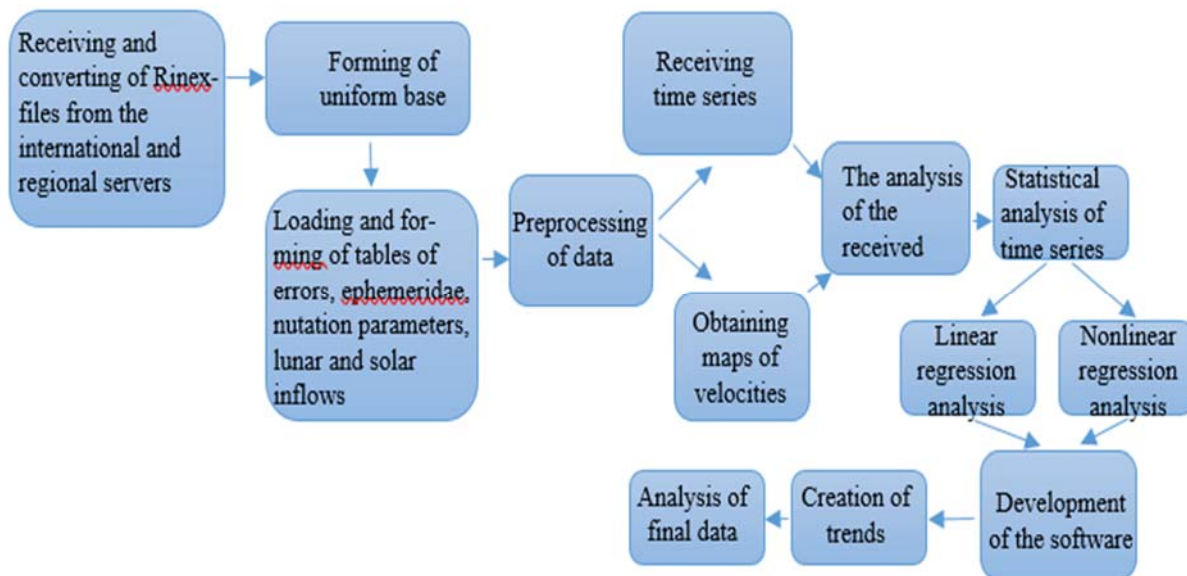 Receiving and
converting of Rinex-
files from the
international and
regional servers
Forming of
uniform base
Loading and for-
ming of tables of
errors, ephemeridae,
nutation parameters,
lunar and solar
inflows
Preprocessing
of data
Receiving
time series
Obtaining
maps of
velocities
The analysis
of the
received
Statistical
analysis of
time series
Linear
regression
analysis
Nonlinear
regression
analysis
Development
of the software
Creation of
trends
Analysis of
final data